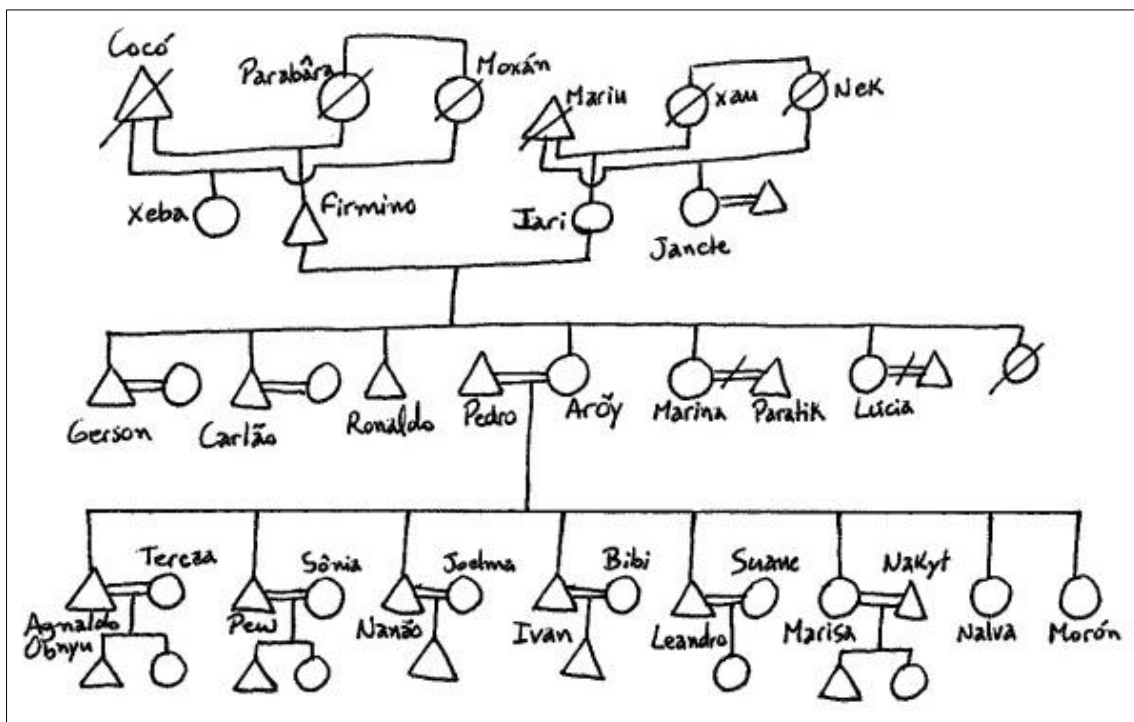 Cocó
Parabâra
Moxán
Mariu
Xau
Nek
Xeba
Firmino
Iari
Jancte
Gerson
Carlão
Ronaldo
Pedro
Arõy
Marina
Paratik
Lúcia
Tereza
Sônia
Joelma
Bibi
Suane
Nakyt
Agnaldo
Obnyu
Pew
Nanão
Ivan
Leandro
Marisa
Nalva
Morón